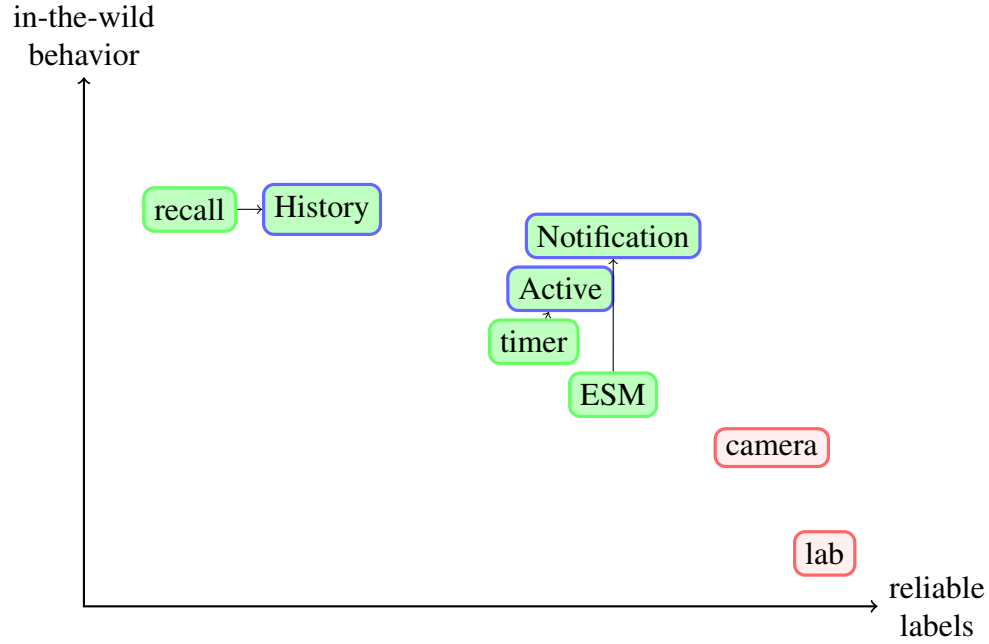 in-the-wild
behavior
recall
History
Notification
Active
timer
ESM
camera
lab
reliable
labels